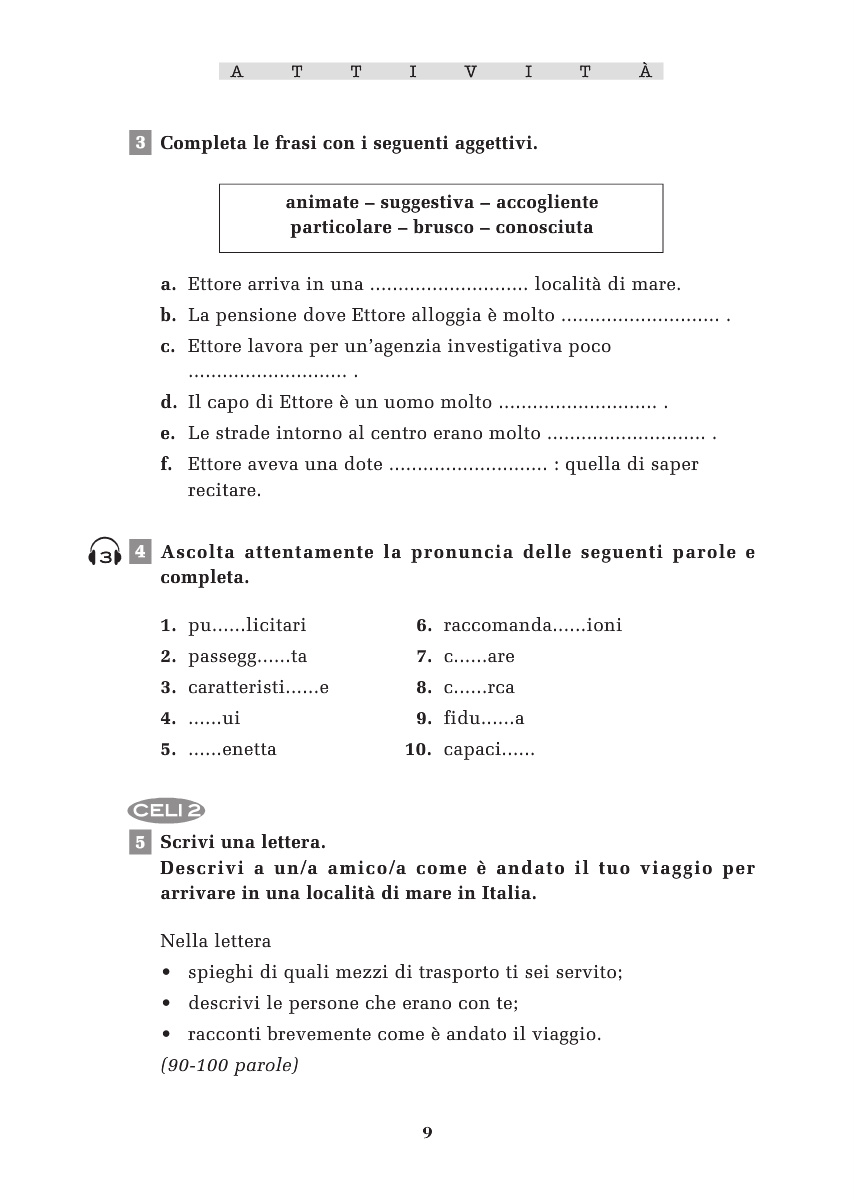 A T T I V I T À
3 Completa le frasi con i seguenti aggettivi.
animate – suggestiva – accogliente
particolare – brusco – conosciuta
a. Ettore arriva in una ............................ località di mare.
b. La pensione dove Ettore alloggia è molto ............................ .
c. Ettore lavora per un’agenzia investigativa poco
............................ .
d. Il capo di Ettore è un uomo molto ............................ .
e. Le strade intorno al centro erano molto ............................ .
f. Ettore aveva una dote ............................ : quella di saper
recitare.
3 4 Ascolta attentamente la pronuncia delle seguenti parole e
completa.
1. pu......licitari
2. passegg......ta
3. caratteristi......e
4. ......ui
5. ......enetta
6. raccomanda......ioni
7. c......are
8. c......rca
9. fidu......a
10. capaci......
CELI 2
5 Scrivi una lettera.
Descrivi a un/a amico/a come è andato il tuo viaggio per
arrivare in una località di mare in Italia.
Nella lettera
• spieghi di quali mezzi di trasporto ti sei servito;
• descrivi le persone che erano con te;
• racconti brevemente come è andato il viaggio.
(90-100 parole)
9